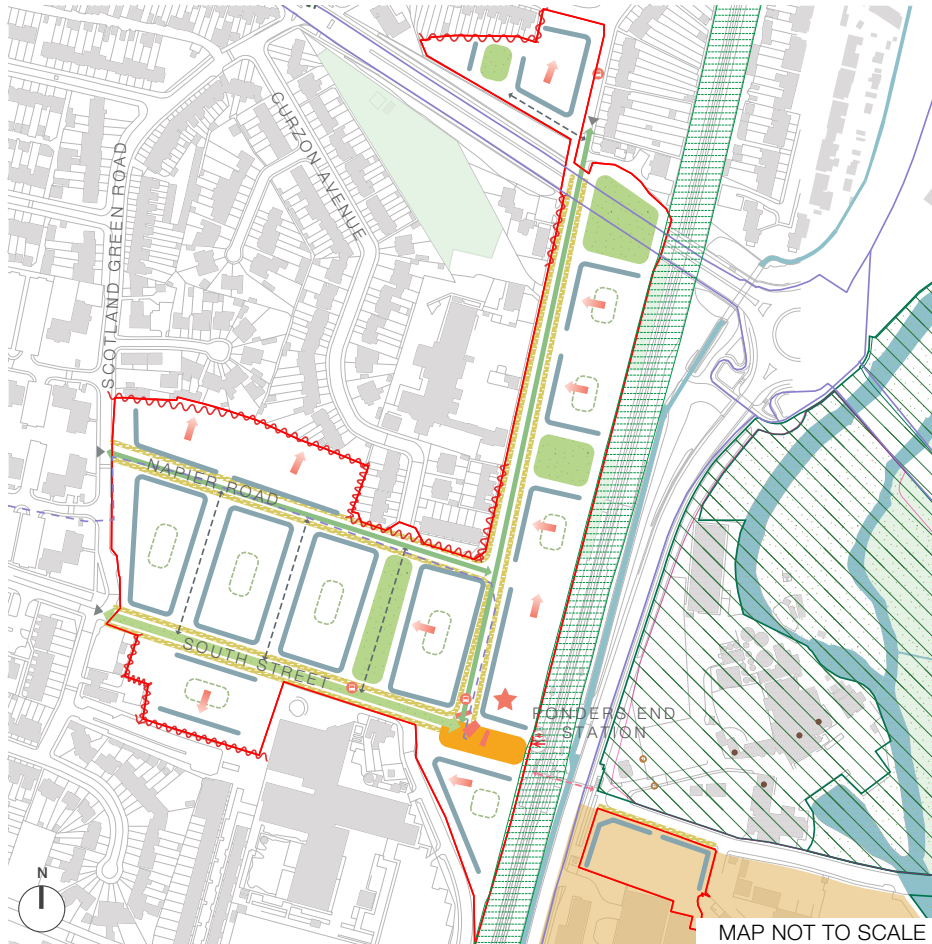 CURZON AVENUE
SCOTLAND GREEN ROAD
NAPIER ROAD
SOUTH STREET
PONDERS END
STATION
N
MAP NOT TO SCALE